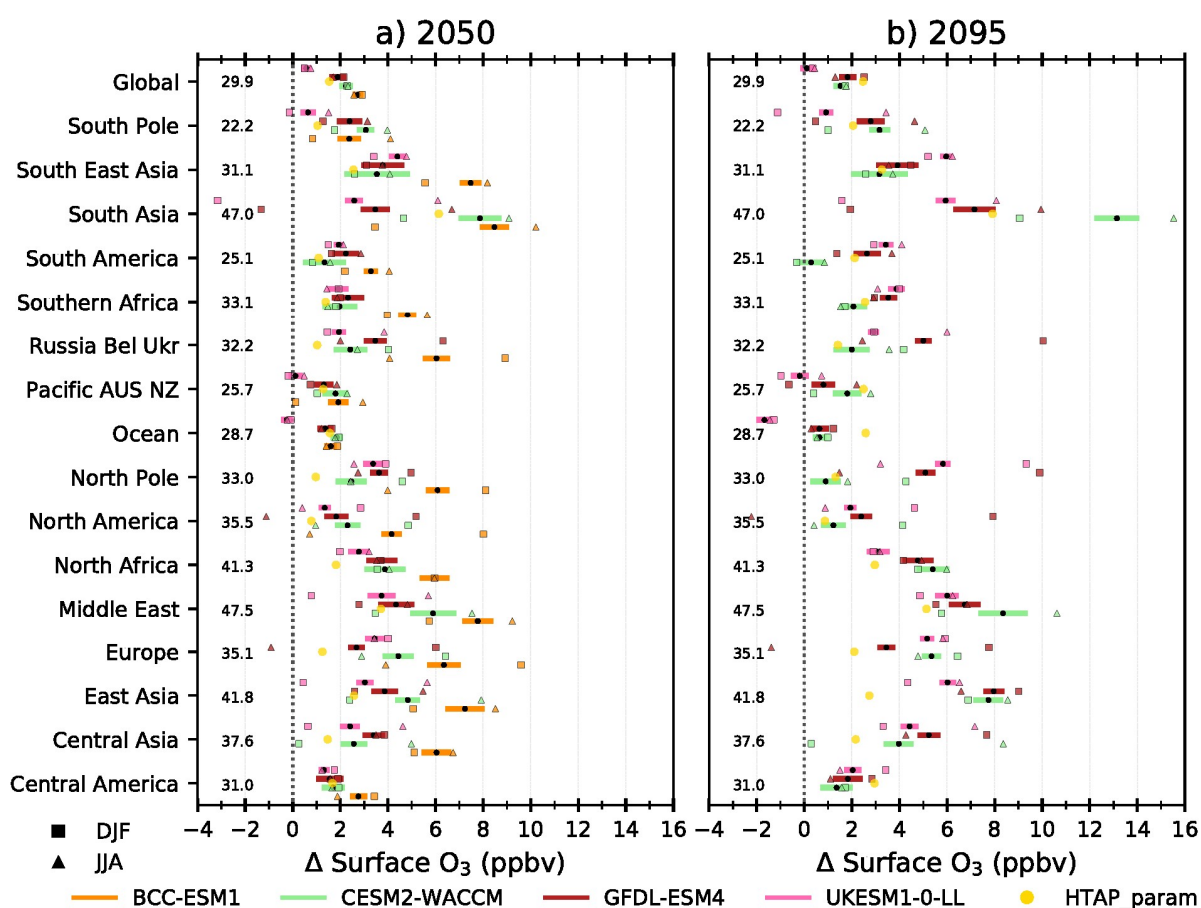 a) 2050
b) 2095
Global 29.9 29.9
South Pole 22.2 22.2
South East Asia 31.1 31.1
South Asia 47.0 47.0
South America 25.1 25.1
Southern Africa 33.1 33.1
Russia Bel Ukr 32.2 32.2
Pacific AUS NZ 25.7 25.7
Ocean 28.7 28.7
North Pole 33.0 33.0
North America 35.5 35.5
North Africa 41.3 41.3
Middle East 47.5 47.5
Europe 35.1 35.1
East Asia 41.8 41.8
Central Asia 37.6 37.6
Central America 31.0 31.0
−4 −2 0 2 4 6 8 10 12 14 16 −4 −2 0 2 4 6 8 10 12 14 16
DJF
JJA
Δ Surface O₃ (ppbv) Δ Surface O₃ (ppbv)
BCC-ESM1 CESM2-WACCM GFDL-ESM4 UKESM1-0-LL HTAP_param